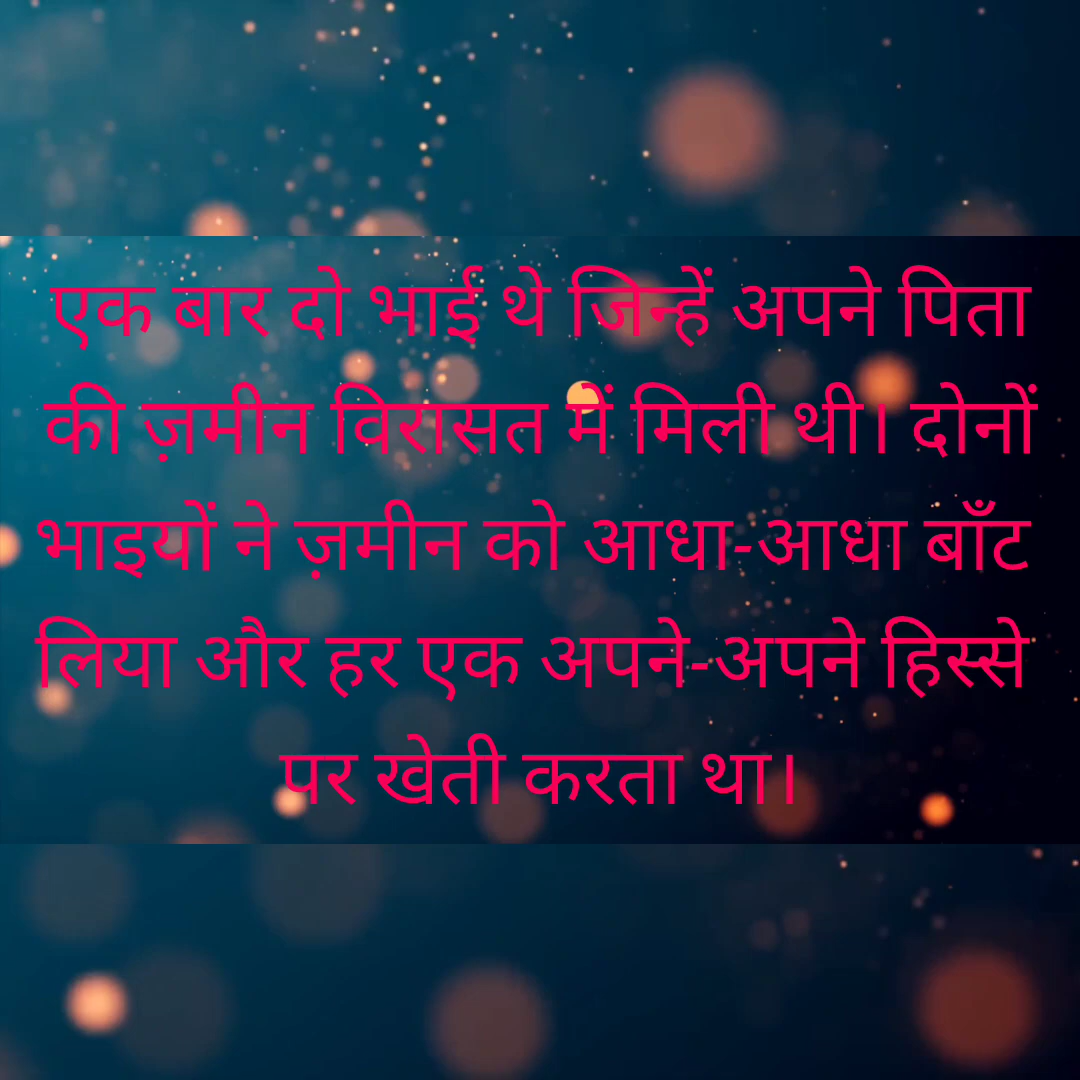 एक बार दो भाई थे जिन्हें अपने पिता
की ज़मीन विरासत में मिली थी। दोनों
भाइयों ने ज़मीन को आधा-आधा बाँट
लिया और हर एक अपने-अपने हिस्से
पर खेती करता था।